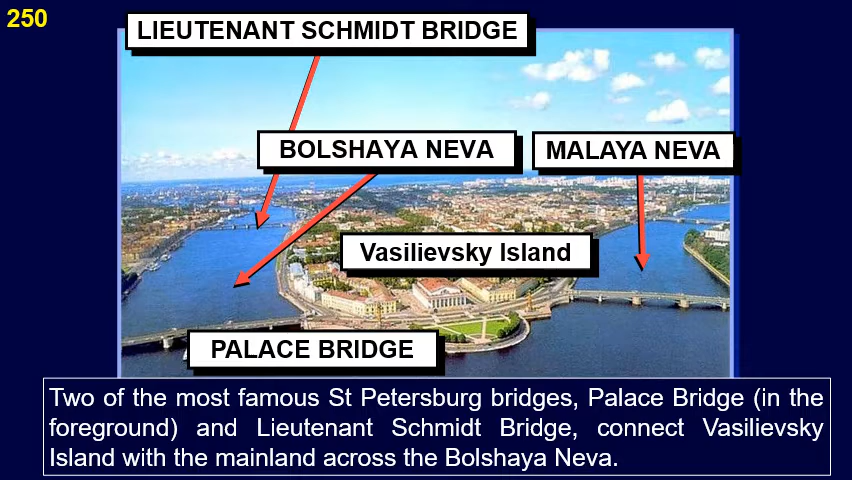 250
LIEUTENANT SCHMIDT BRIDGE
BOLSHAYA NEVA
MALAYA NEVA
Vasilievsky Island
PALACE BRIDGE
Two of the most famous St Petersburg bridges, Palace Bridge (in the
foreground) and Lieutenant Schmidt Bridge, connect Vasilievsky
Island with the mainland across the Bolshaya Neva.